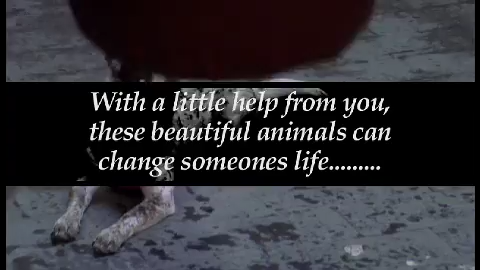 With a little help from you,
these beautiful animals can
change someones life.........